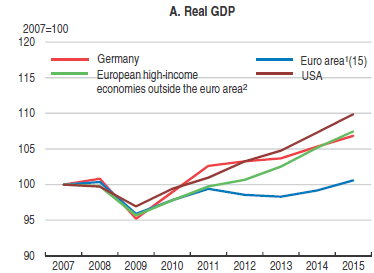 A. Real GDP
2007=100
120
Germany
Euro area¹(15)
European high-income
economies outside the euro area²
USA
115
110
105
100
95
90
2007 2008 2009 2010 2011 2012 2013 2014 2015